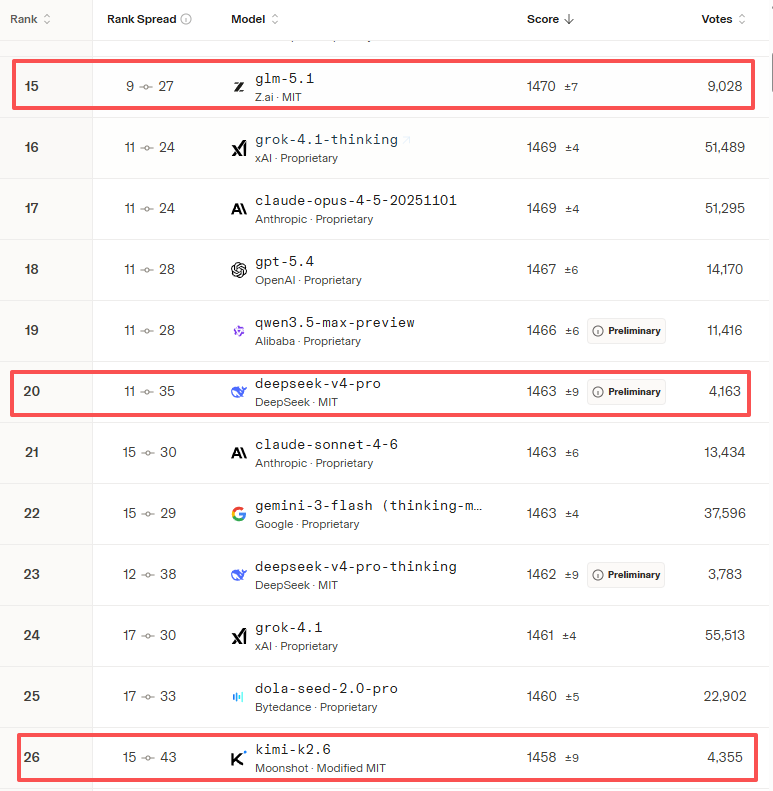 Rank Rank Spread Model Score Votes
15 9 27 glm-5.1 1470 ±7 9,028
Z.ai · MIT
16 11 24 grok-4.1-thinking 1469 ±4 51,489
xAI · Proprietary
17 11 24 claude-opus-4-5-20251101 1469 ±4 51,295
Anthropic · Proprietary
18 11 28 gpt-5.4 1467 ±6 14,170
OpenAI · Proprietary
19 11 28 qwen3.5-max-preview 1466 ±6 Preliminary 11,416
Alibaba · Proprietary
20 11 35 deepseek-v4-pro 1463 ±9 Preliminary 4,163
DeepSeek · MIT
21 15 30 claude-sonnet-4-6 1463 ±6 13,434
Anthropic · Proprietary
22 15 29 gemini-3-flash (thinking-m… 1463 ±4 37,596
Google · Proprietary
23 12 38 deepseek-v4-pro-thinking 1462 ±9 Preliminary 3,783
DeepSeek · MIT
24 17 30 grok-4.1 1461 ±4 55,513
xAI · Proprietary
25 17 33 dola-seed-2.0-pro 1460 ±5 22,902
Bytedance · Proprietary
26 15 43 kimi-k2.6 1458 ±9 4,355
Moonshot · Modified MIT